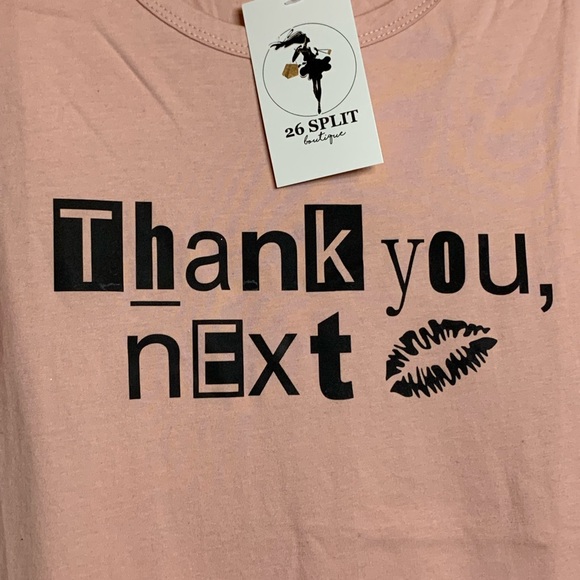 26 SPLIT
boutique
Thank you,
nExt